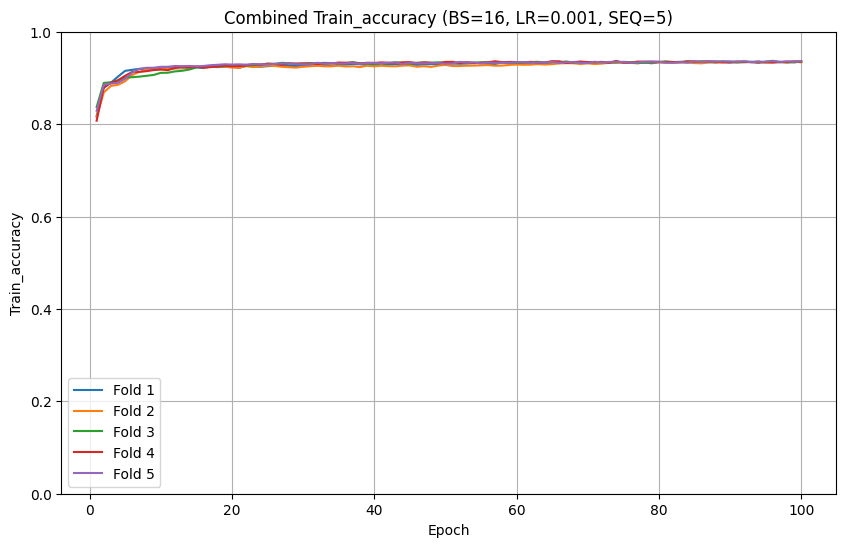 Combined Train_accuracy (BS=16, LR=0.001, SEQ=5)
Train_accuracy
1.0
0.8
0.6
0.4
0.2
0.0
Fold 1
Fold 2
Fold 3
Fold 4
Fold 5
0 20 40 60 80 100
Epoch